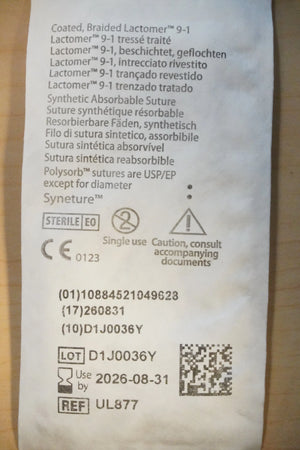 Coated, Braided Lactomer™ 9-1
Lactomer™ 9-1 tressé traité
Lactomer™ 9-1, beschichtet, geflochten
Lactomer™ 9-1, intrecciato rivestito
Lactomer™ 9-1 trançado revestido
Lactomer™ 9-1 trenzado tratado
Synthetic Absorbable Suture
Suture synthétique résorbable
Resorbierbare Fäden, synthetisch
Filo di sutura sintetico, assorbibile
Sutura sintética absorvível
Sutura sintética reabsorbible
Polysorb™ sutures are USP/EP
except for diameter
Syneture™
STERILE EO
2
Single use
Caution, consult
accompanying
documents
CE 0123
(01)10884521049628
(17)260831
(10)D1J0036Y
LOT D1J0036Y
Use by 2026-08-31
REF UL877